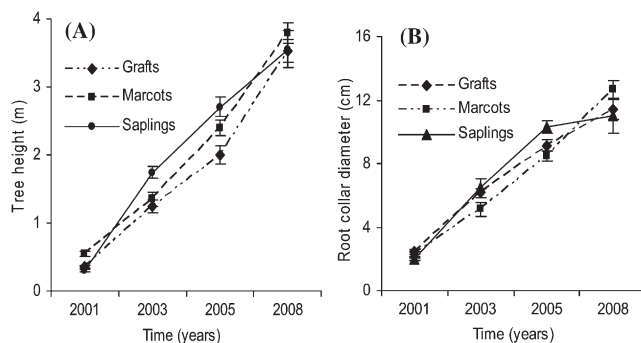 (A)
Grafts
Marcots
Saplings
Tree height (m)
4
3
2
1
0
2001 2003 2005 2008
Time (years)
(B)
Grafts
Marcots
Saplings
Root collar diameter (cm)
16
12
8
4
0
2001 2003 2005 2008
Time (years)